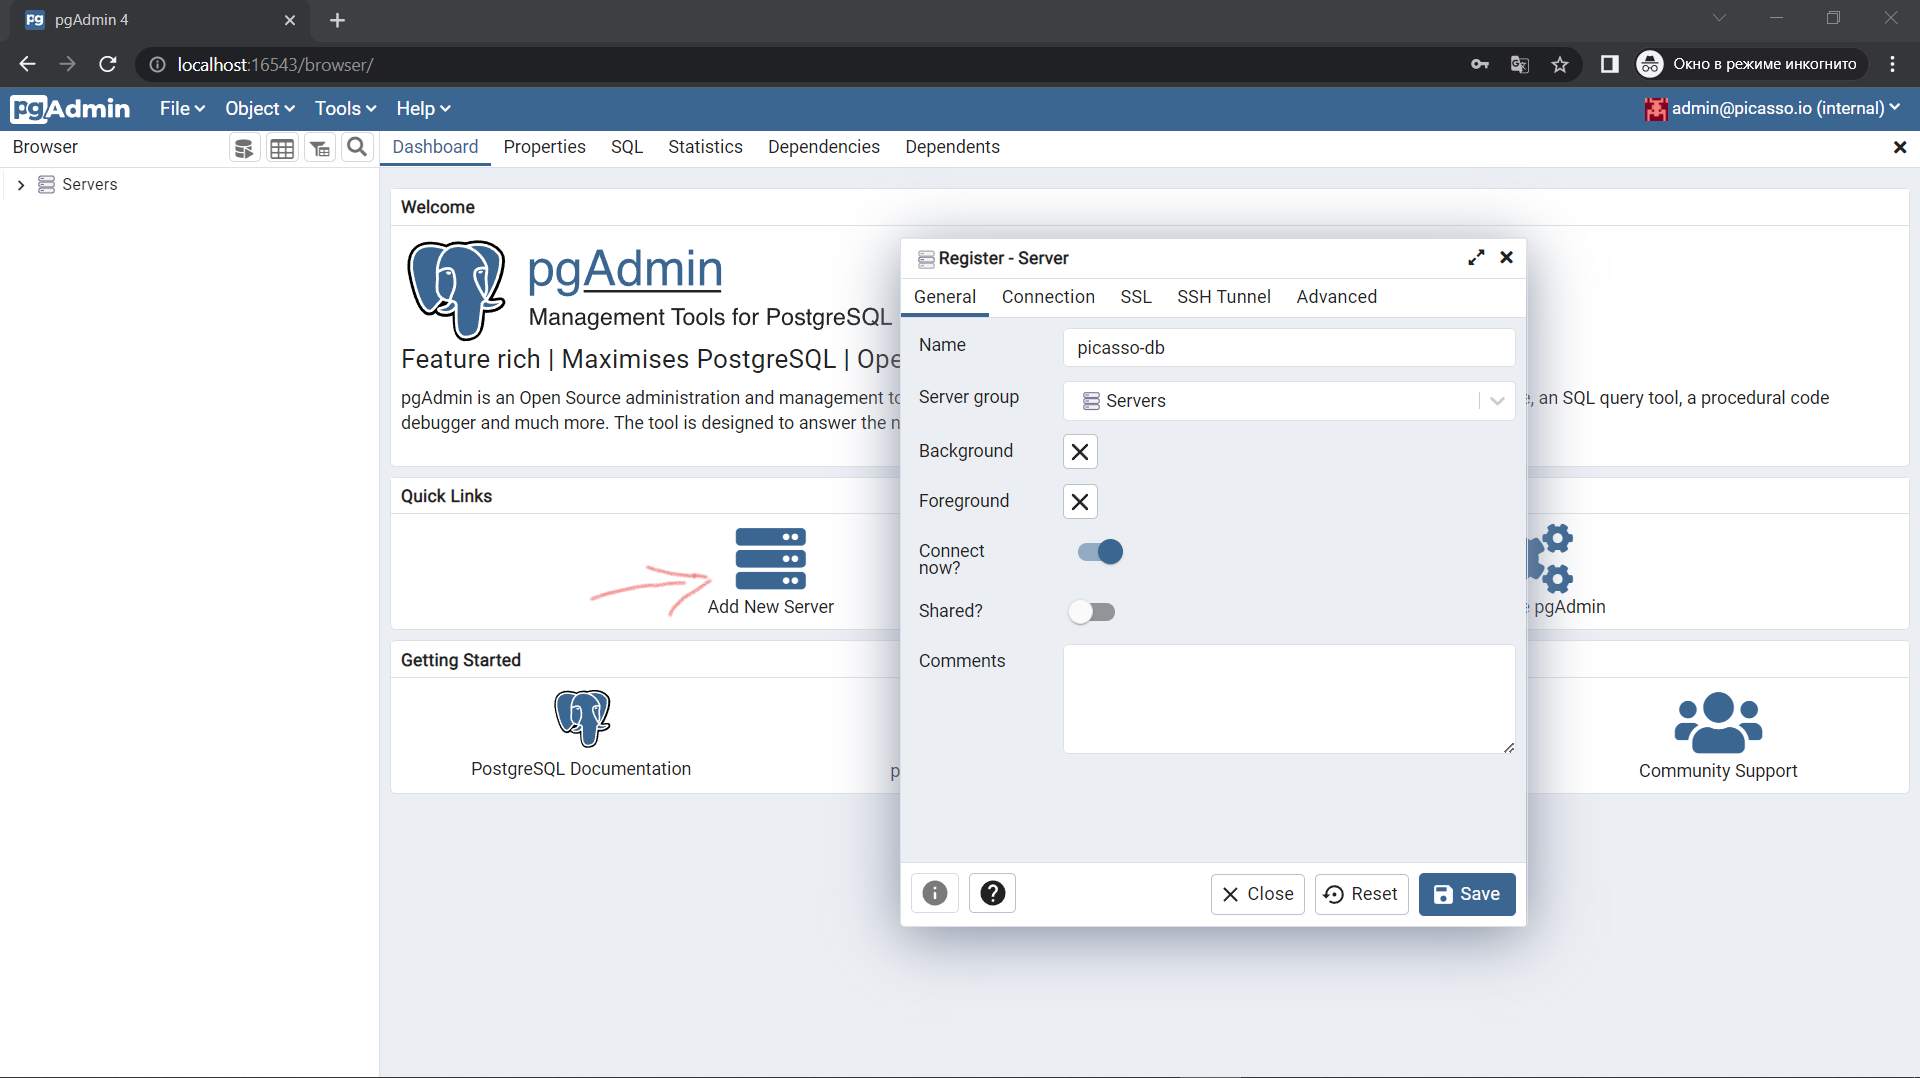 pgAdmin 4
localhost:16543/browser/
Окно в режиме инкогнито
pgAdmin
File
Object
Tools
Help
admin@picasso.io (internal)
Browser
Dashboard
Properties
SQL
Statistics
Dependencies
Dependents
Servers
Welcome
pgAdmin
Management Tools for PostgreSQL
Feature rich | Maximises PostgreSQL | Ope
pgAdmin is an Open Source administration and management
, an SQL query tool, a procedural code
debugger and much more. The tool is designed to answer the
Quick Links
Add New Server
pgAdmin
Getting Started
PostgreSQL Documentation
Community Support
Register - Server
General
Connection
SSL
SSH Tunnel
Advanced
Name
picasso-db
Server group
Servers
Background
Foreground
Connect
now?
Shared?
Comments
Close
Reset
Save